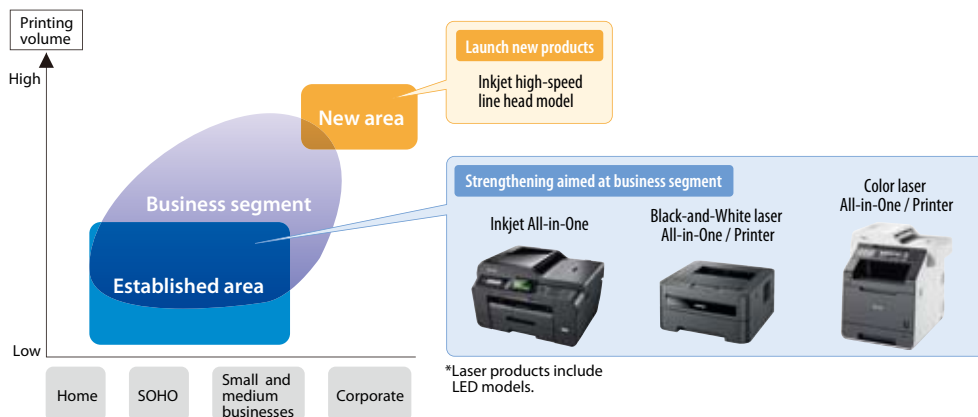 Printing
volume
High
Low
New area
Business segment
Established area
Launch new products
Inkjet high-speed
line head model
Strengthening aimed at business segment
Inkjet All-in-One
Black-and-White laser
All-in-One / Printer
Color laser
All-in-One / Printer
*Laser products include
LED models.
Home
SOHO
Small and
medium
businesses
Corporate